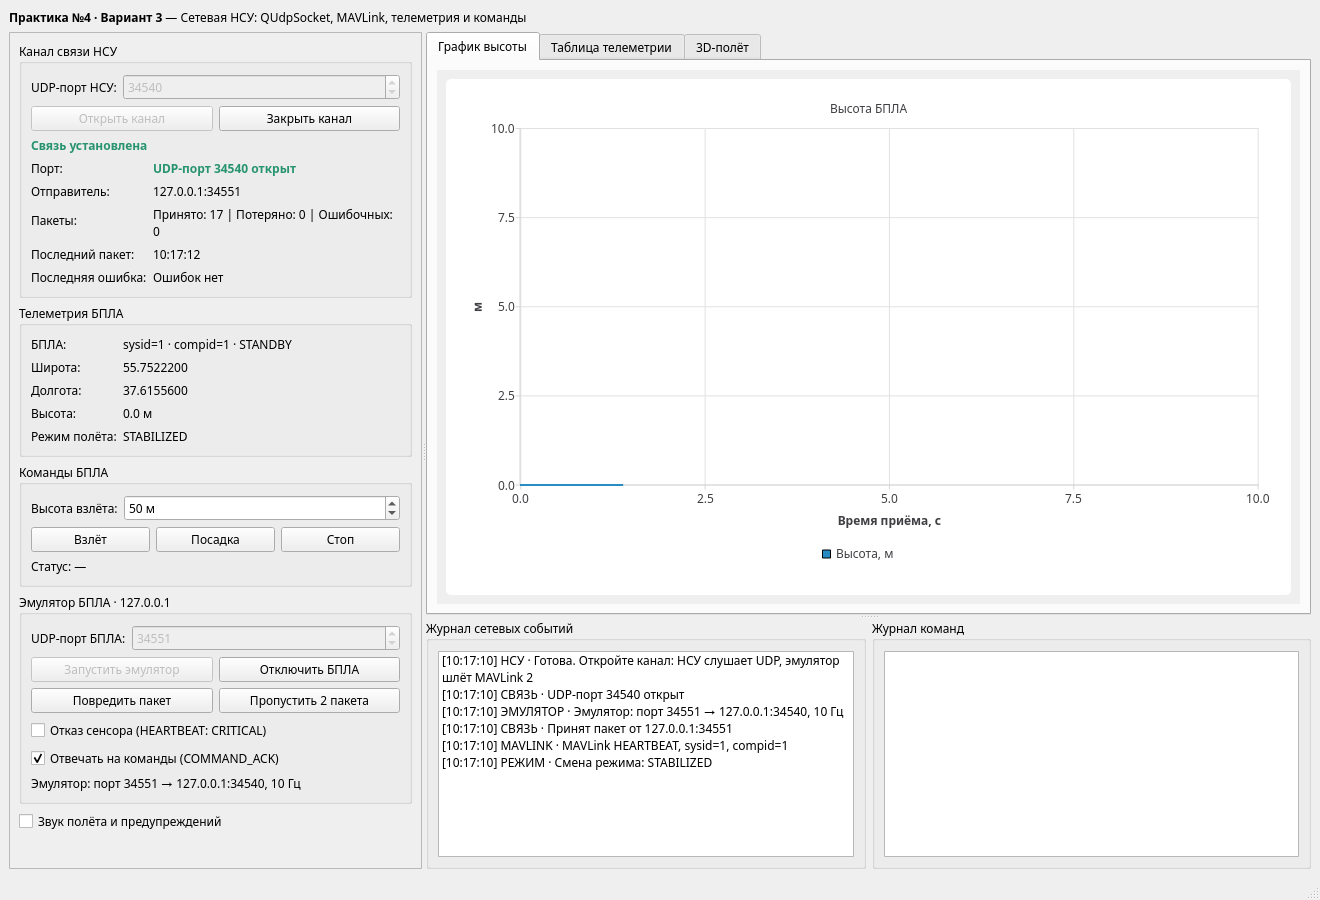 Практика №4 · Вариант 3 — Сетевая НСУ: QUdpSocket, MAVLink, телеметрия и команды
Канал связи НСУ
UDP-порт НСУ: 34540
Открыть канал
Закрыть канал
Связь установлена
Порт: UDP-порт 34540 открыт
Отправитель: 127.0.0.1:34551
Пакеты: Принято: 17 | Потеряно: 0 | Ошибочных:
0
Последний пакет: 10:17:12
Последняя ошибка: Ошибок нет
Телеметрия БПЛА
БПЛА: sysid=1 · compid=1 · STANDBY
Широта: 55.7522200
Долгота: 37.6155600
Высота: 0.0 м
Режим полёта: STABILIZED
Команды БПЛА
Высота взлёта: 50 м
Взлёт
Посадка
Стоп
Статус: —
Эмулятор БПЛА · 127.0.0.1
UDP-порт БПЛА: 34551
Запустить эмулятор
Отключить БПЛА
Повредить пакет
Пропустить 2 пакета
Отказ сенсора (HEARTBEAT: CRITICAL)
Отвечать на команды (COMMAND_ACK)
Эмулятор: порт 34551 → 127.0.0.1:34540, 10 Гц
Звук полёта и предупреждений
График высоты
Таблица телеметрии
3D-полёт
Высота БПЛА
10.0
7.5
5.0
2.5
0.0
м
0.0
2.5
5.0
7.5
10.0
Время приёма, с
Высота, м
Журнал сетевых событий
[10:17:10] НСУ · Готова. Откройте канал: НСУ слушает UDP, эмулятор
шлёт MAVLink 2
[10:17:10] СВЯЗЬ · UDP-порт 34540 открыт
[10:17:10] ЭМУЛЯТОР · Эмулятор: порт 34551 → 127.0.0.1:34540, 10 Гц
[10:17:10] СВЯЗЬ · Принят пакет от 127.0.0.1:34551
[10:17:10] MAVLINK · MAVLink HEARTBEAT, sysid=1, compid=1
[10:17:10] РЕЖИМ · Смена режима: STABILIZED
Журнал команд